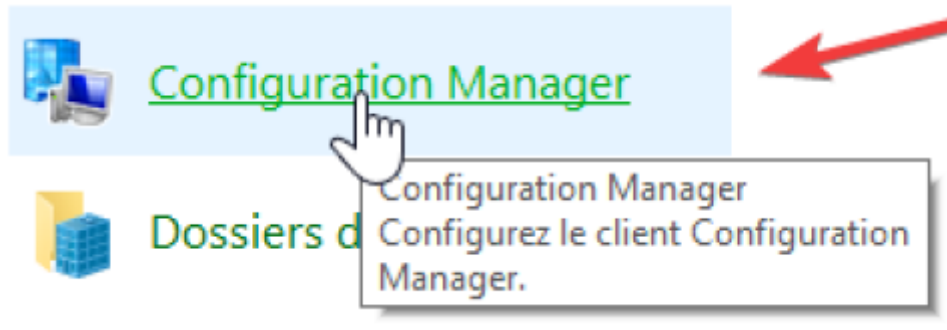 Configuration Manager
Configuration Manager
Dossiers d
Configurez le client Configuration
Manager.